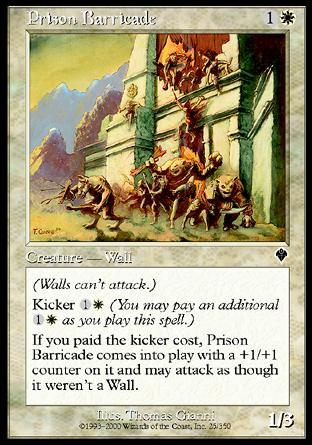 Prison Barricade 1
Creature — Wall
(Walls can't attack.)
Kicker 1 (You may pay an additional
1 as you play this spell.)
If you paid the kicker cost, Prison
Barricade comes into play with a +1/+1
counter on it and may attack as though
it weren't a Wall.
Illus. Thomas Gianni
©1993–2000 Wizards of the Coast, Inc. 25/350
1/3